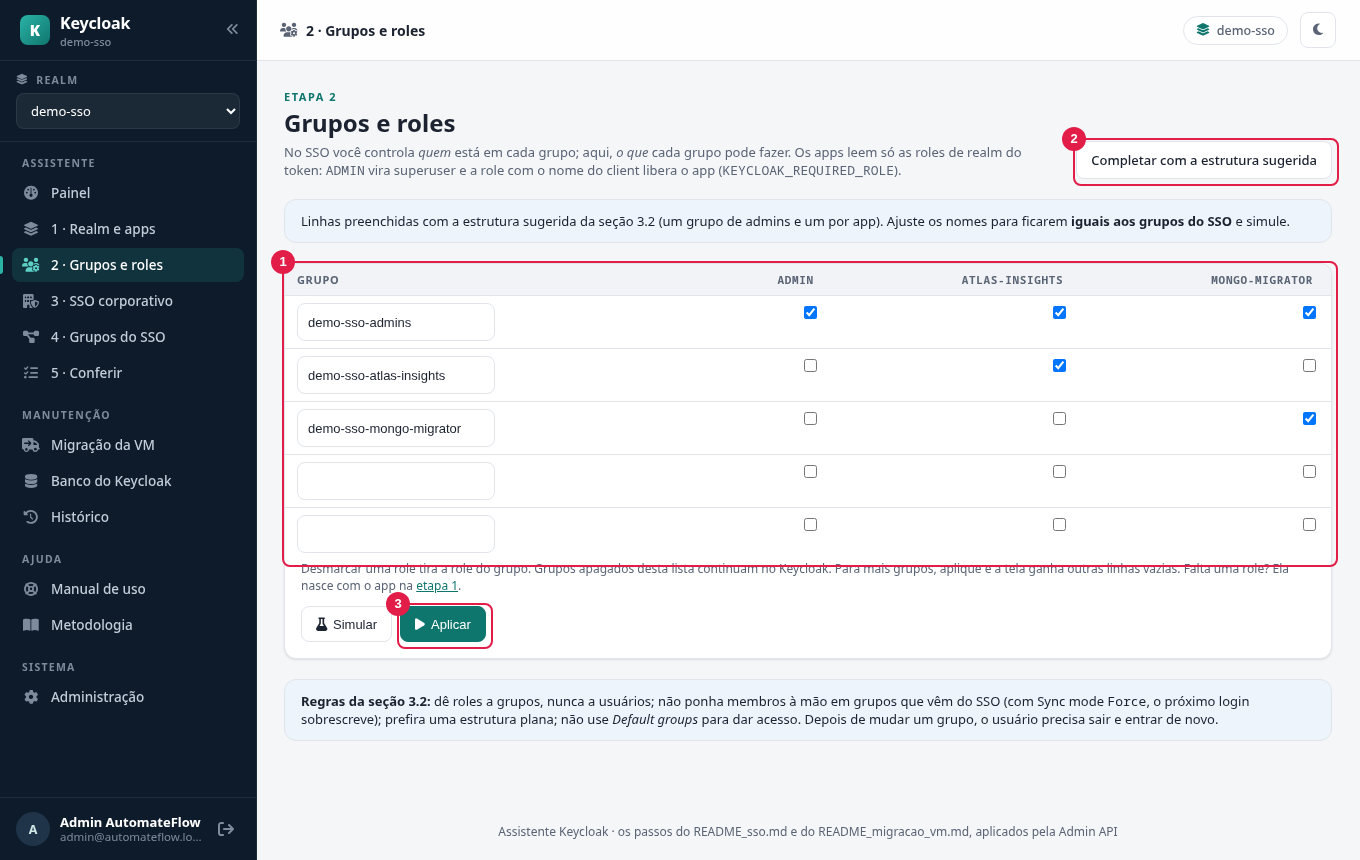 K
Keycloak
demo-sso
REALM
demo-sso
ASSISTENTE
Painel
1 · Realm e apps
2 · Grupos e roles
3 · SSO corporativo
4 · Grupos do SSO
5 · Conferir
MANUTENÇÃO
Migração da VM
Banco do Keycloak
Histórico
AJUDA
Manual de uso
Metodologia
SISTEMA
Administração
A
Admin AutomateFlow
admin@automateflow.lo...
2 · Grupos e roles
demo-sso
ETAPA 2
Grupos e roles
No SSO você controla quem está em cada grupo; aqui, o que cada grupo pode fazer. Os apps leem só as roles de realm do
token: ADMIN vira superuser e a role com o nome do client libera o app (KEYCLOAK_REQUIRED_ROLE).
2
Completar com a estrutura sugerida
Linhas preenchidas com a estrutura sugerida da seção 3.2 (um grupo de admins e um por app). Ajuste os nomes para ficarem iguais aos grupos do SSO e simule.
1
GRUPO ADMIN ATLAS-INSIGHTS MONGO-MIGRATOR
demo-sso-admins
demo-sso-atlas-insights
demo-sso-mongo-migrator
Desmarcar uma role tira a role do grupo. Grupos apagados desta lista continuam no Keycloak. Para mais grupos, aplique e a tela ganha outras linhas vazias. Falta uma role? Ela
nasce com o app na etapa 1.
3
Simular
Aplicar
Regras da seção 3.2: dê roles a grupos, nunca a usuários; não ponha membros à mão em grupos que vêm do SSO (com Sync mode Force, o próximo login
sobrescreve); prefira uma estrutura plana; não use Default groups para dar acesso. Depois de mudar um grupo, o usuário precisa sair e entrar de novo.
Assistente Keycloak · os passos do README_sso.md e do README_migracao_vm.md, aplicados pela Admin API